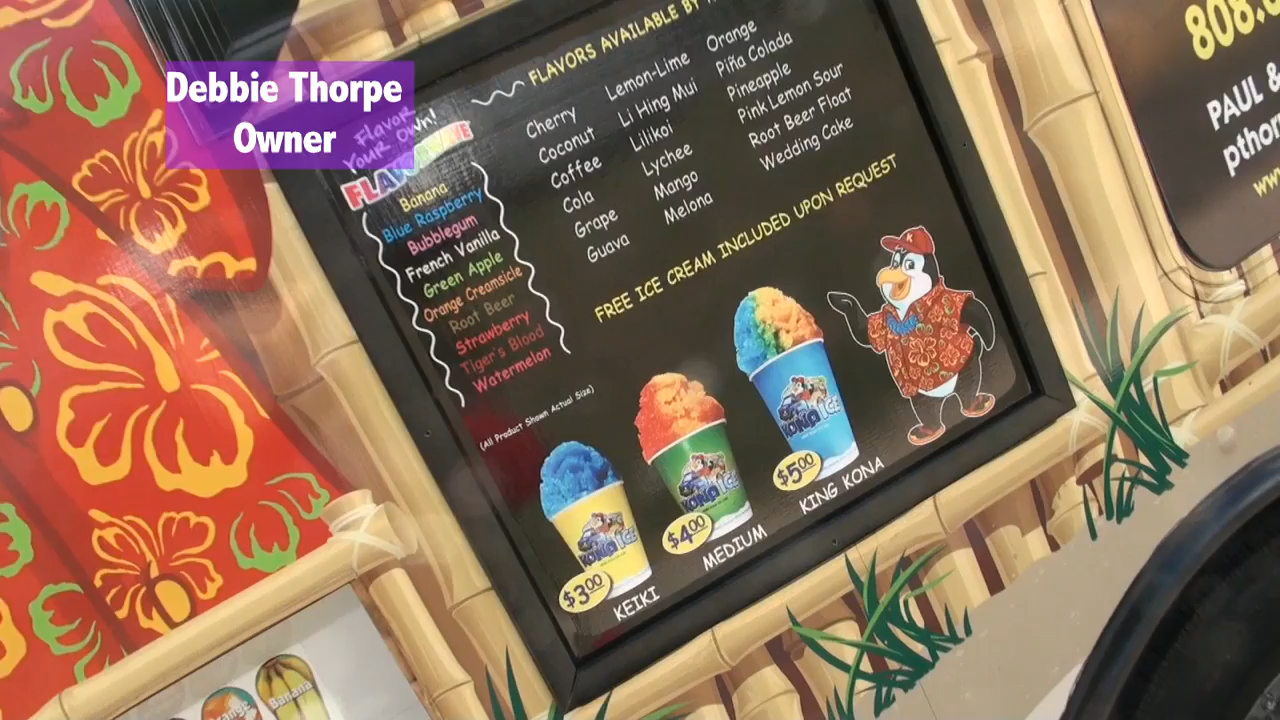 Debbie Thorpe
Owner
Flavor
Your Own!
FLAVORWAVE
Banana
Blue Raspberry
Bubblegum
French Vanilla
Green Apple
Orange Creamsicle
Root Beer
Strawberry
Tiger's Blood
Watermelon
FLAVORS AVAILABLE BY
Cherry
Coconut
Coffee
Cola
Grape
Guava
Lemon-Lime
Li Hing Mui
Lilikoi
Lychee
Mango
Melona
Orange
Piña Colada
Pineapple
Pink Lemon Sour
Root Beer Float
Wedding Cake
FREE ICE CREAM INCLUDED UPON REQUEST
(All Product Shown Actual Size)
KONA ICE
$3.00
KEIKI
KONA ICE
$4.00
MEDIUM
KONA ICE
$5.00
KING KONA
808.
PAUL &
pthor
www
Orange
Banana